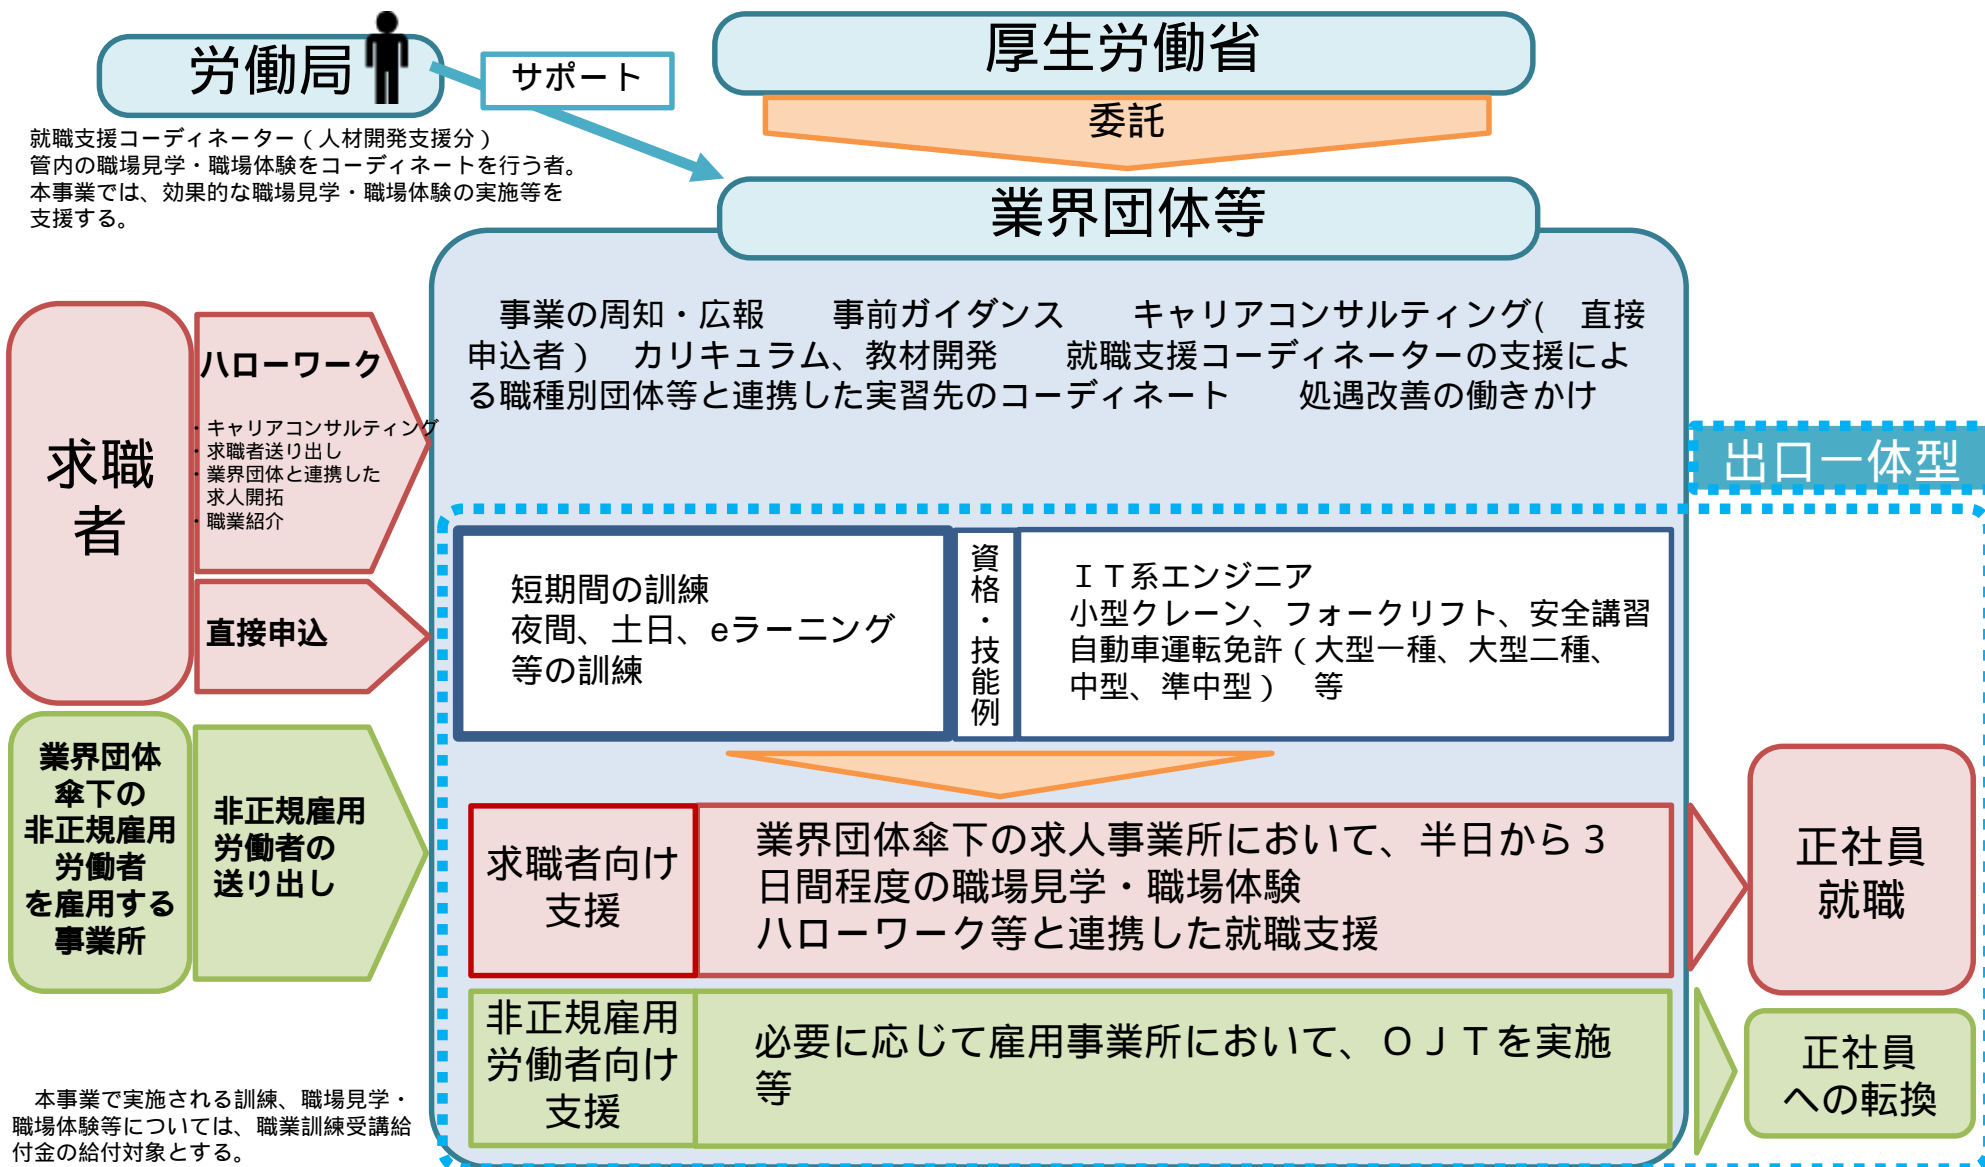 労働局
サポート
厚生労働省
委託
就職支援コーディネーター(人材開発支援分)
管内の職場見学・職場体験をコーディネートを行う者。
本事業では、効果的な職場見学・職場体験の実施等を
支援する。
業界団体等
事業の周知・広報　　事前ガイダンス　　キャリアコンサルティング(　直接
申込者)　カリキュラム、教材開発　　就職支援コーディネーターの支援によ
る職種別団体等と連携した実習先のコーディネート　　処遇改善の働きかけ
求職
者
ハローワーク
・キャリアコンサルティング
・求職者送り出し
・業界団体と連携した
求人開拓
・職業紹介
直接申込
出口一体型
短期間の訓練
夜間、土日、eラーニング
等の訓練
資格・技能例
IT系エンジニア
小型クレーン、フォークリフト、安全講習
自動車運転免許(大型一種、大型二種、
中型、準中型)　等
業界団体
傘下の
非正規雇用
労働者
を雇用する
事業所
非正規雇用
労働者の
送り出し
求職者向け
支援
業界団体傘下の求人事業所において、半日から3
日間程度の職場見学・職場体験
ハローワーク等と連携した就職支援
正社員
就職
非正規雇用
労働者向け
支援
必要に応じて雇用事業所において、OJTを実施
等
正社員
への転換
本事業で実施される訓練、職場見学・
職場体験等については、職業訓練受講給
付金の給付対象とする。